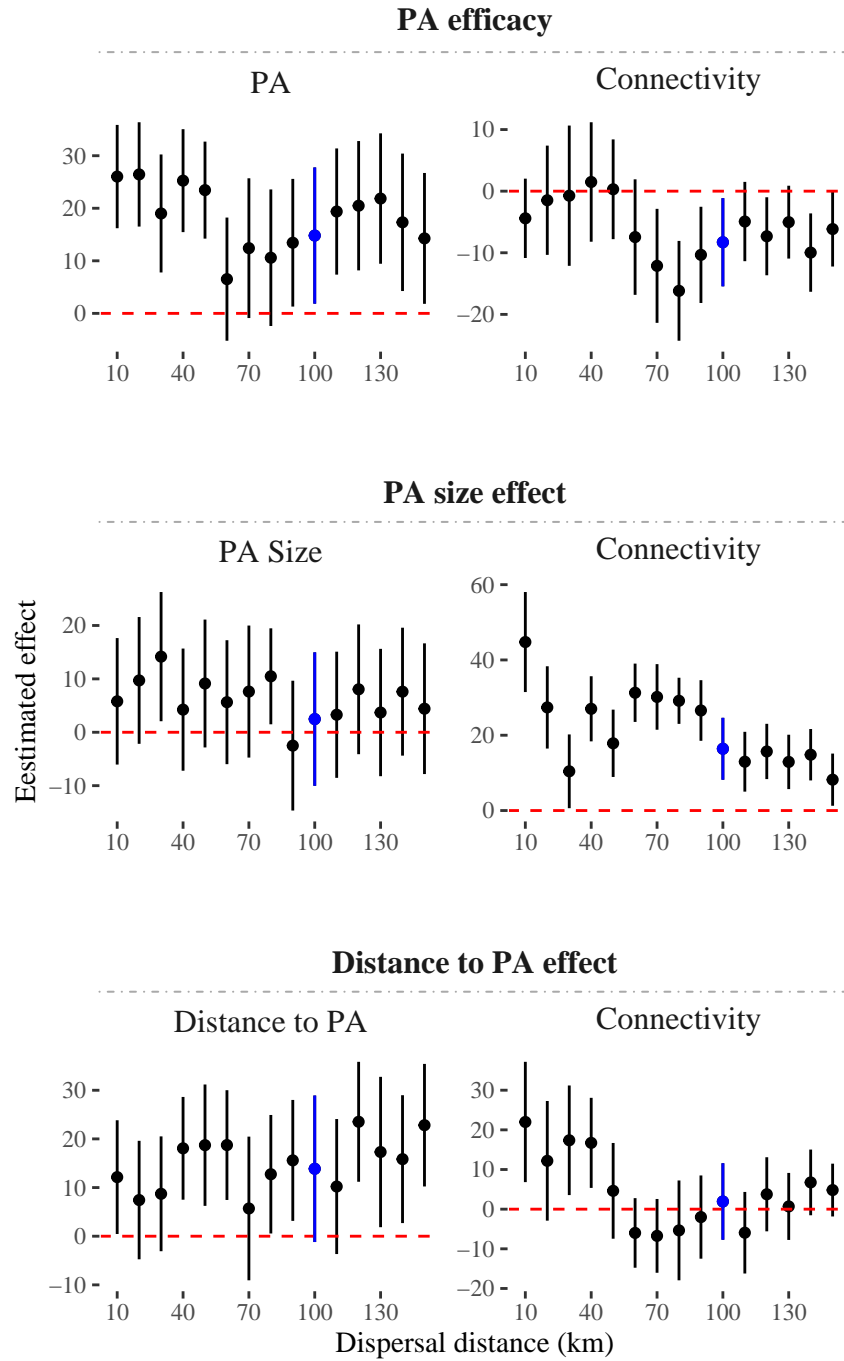 PA efficacy
PA Connectivity
30
20
10
0
10
0
−10
−20
10 40 70 100 130 10 40 70 100 130
PA size effect
PA Size Connectivity
Eestimated effect
20
10
0
−10
60
40
20
0
10 40 70 100 130 10 40 70 100 130
Distance to PA effect
Distance to PA Connectivity
30
20
10
0
−10
30
20
10
0
−10
−20
10 40 70 100 130 10 40 70 100 130
Dispersal distance (km)